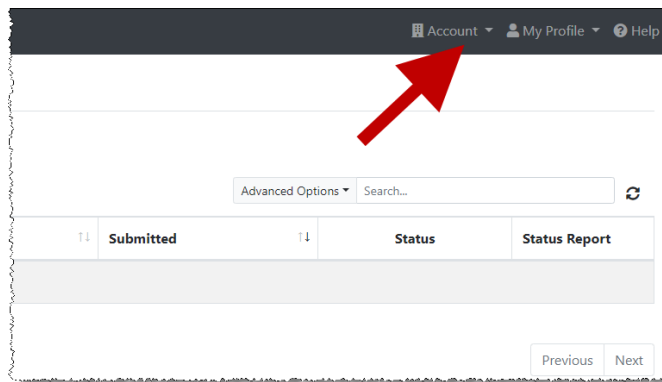 Account My Profile Help
Advanced Options Search...
Submitted Status Status Report
Previous Next